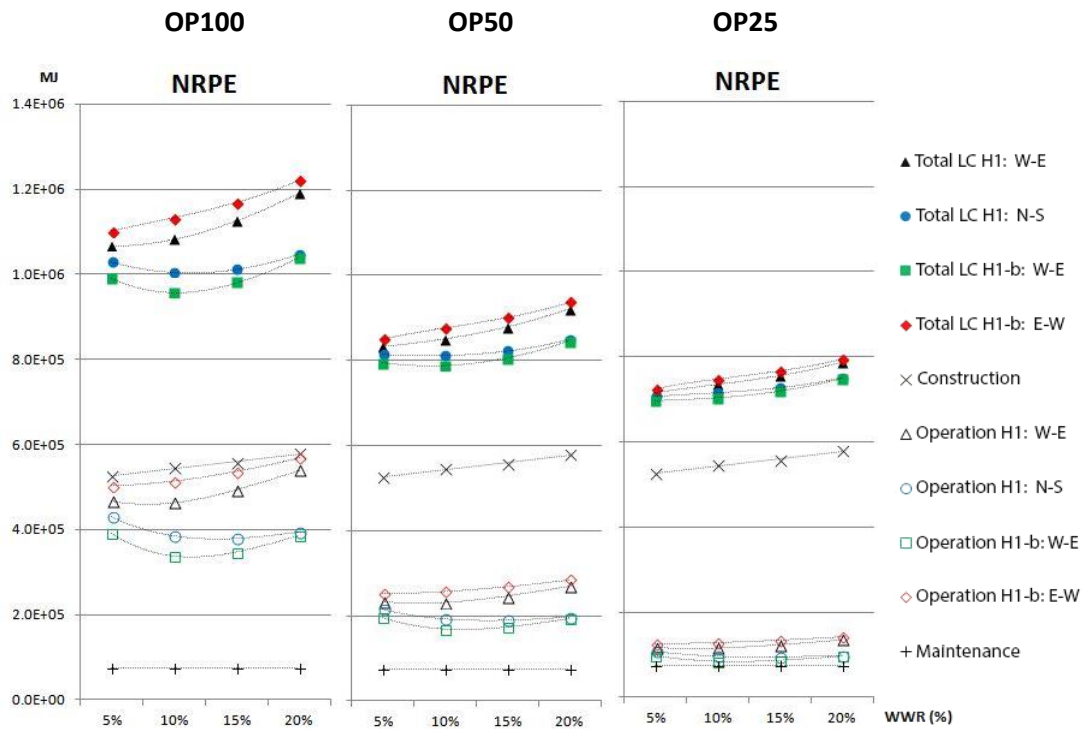 OP100 OP50 OP25
MJ NRPE NRPE NRPE
1.4E+06
1.2E+06
1.0E+06
8.0E+05
6.0E+05
4.0E+05
2.0E+05
0.0E+00
5% 10% 15% 20% 5% 10% 15% 20% 5% 10% 15% 20% WWR (%)
Total LC H1: W-E
Total LC H1: N-S
Total LC H1-b: W-E
Total LC H1-b: E-W
Construction
Operation H1: W-E
Operation H1: N-S
Operation H1-b: W-E
Operation H1-b: E-W
Maintenance